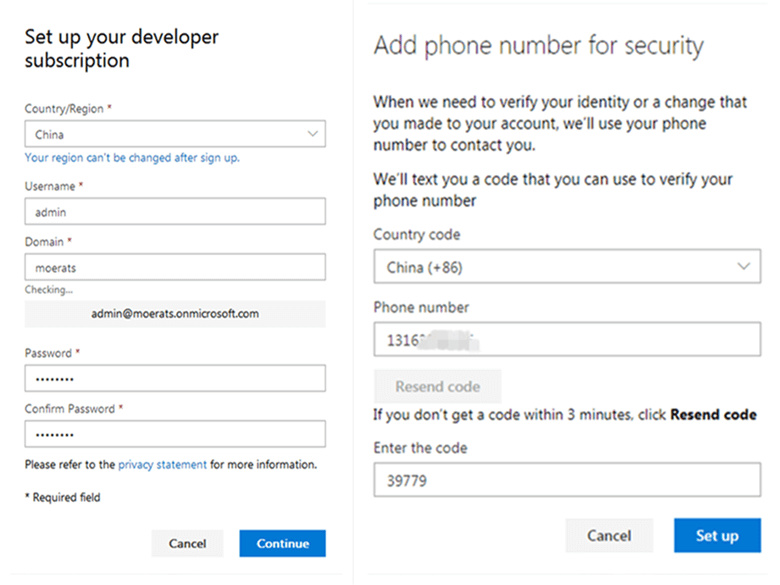 Set up your developer
subscription
Country/Region *
China
Your region can't be changed after sign up.
Username *
admin
Domain *
moerats
Checking...
admin@moerats.onmicrosoft.com
Password *
••••••••
Confirm Password *
••••••••
Please refer to the privacy statement for more information.
* Required field
Cancel
Continue
Add phone number for security
When we need to verify your identity or a change that
you made to your account, we'll use your phone
number to contact you.
We'll text you a code that you can use to verify your
phone number
Country code
China (+86)
Phone number
1316
Resend code
If you don't get a code within 3 minutes, click Resend code
Enter the code
39779
Cancel
Set up